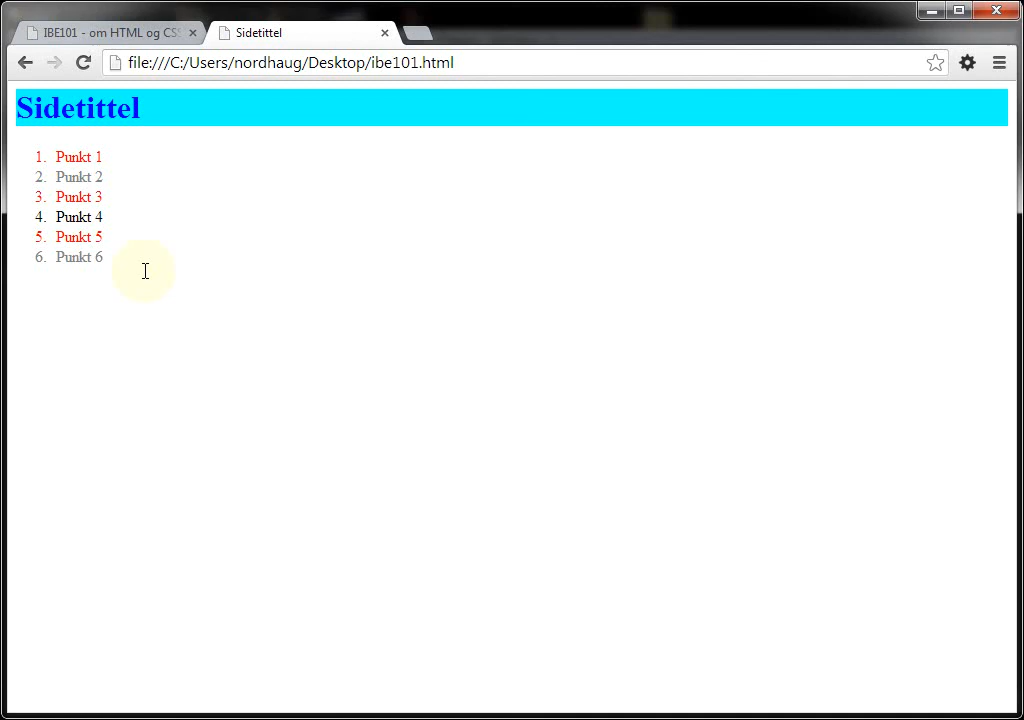 IBE101 - om HTML og CSS
Sidetittel
file:///C:/Users/nordhaug/Desktop/ibe101.html
Sidetittel
1. Punkt 1
2. Punkt 2
3. Punkt 3
4. Punkt 4
5. Punkt 5
6. Punkt 6